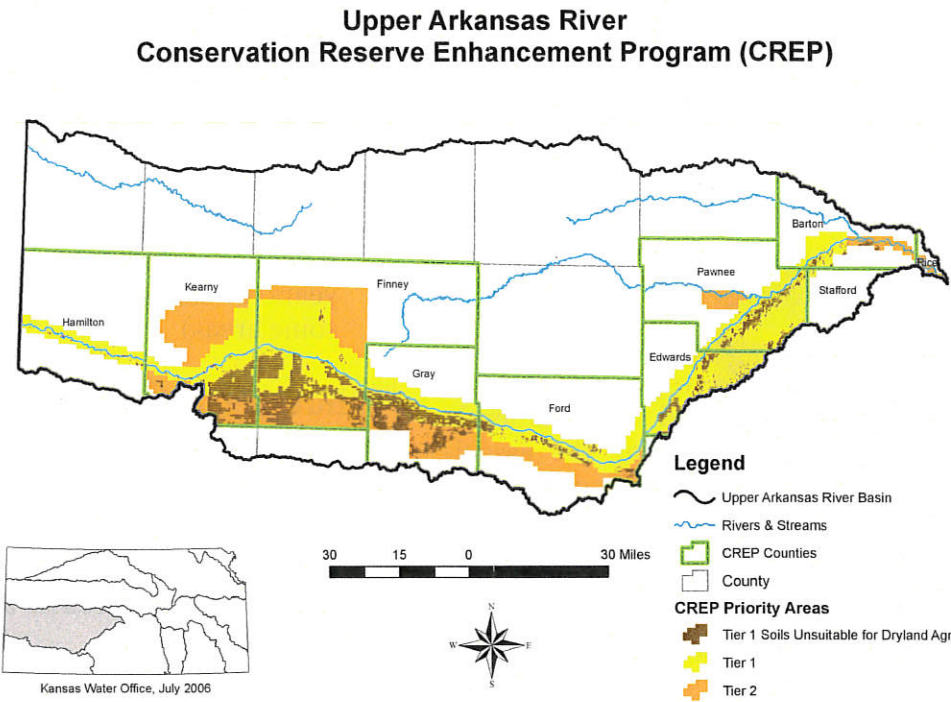 Upper Arkansas River
Conservation Reserve Enhancement Program (CREP)
Barton
Rice
Pawnee
Kearny
Finney
Stafford
Hamilton
Edwards
Gray
Ford
Legend
Upper Arkansas River Basin
Rivers & Streams
CREP Counties
County
CREP Priority Areas
Tier 1 Soils Unsuitable for Dryland Agr
Tier 1
Tier 2
30 15 0 30 Miles
N
W E
S
Kansas Water Office, July 2006